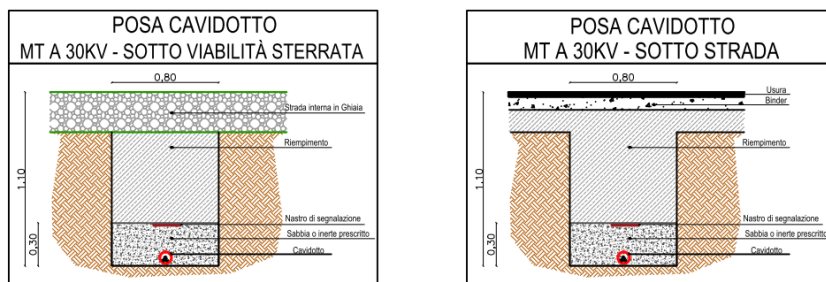 POSA CAVIDOTTO
MT A 30KV - SOTTO VIABILITÀ STERRATA
0,80
Strada interna in Ghiaia
Riempimento
1.10
Nastro di segnalazione
0,30
Sabbia o inerte prescritto
Cavidotto
POSA CAVIDOTTO
MT A 30KV - SOTTO STRADA
0,80
Usura
Binder
Riempimento
1.10
Nastro di segnalazione
0,30
Sabbia o inerte prescritto
Cavidotto